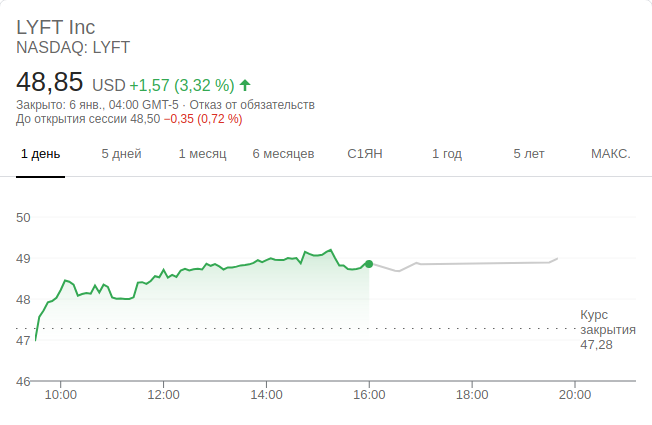 LYFT Inc
NASDAQ: LYFT
48,85 USD +1,57 (3,32 %)
Закрыто: 6 янв., 04:00 GMT-5 · Отказ от обязательств
До открытия сессии 48,50 −0,35 (0,72 %)
1 день 5 дней 1 месяц 6 месяцев С1ЯН 1 год 5 лет МАКС.
50
49
48
Курс
закрытия
47,28
47
46
10:00 12:00 14:00 16:00 18:00 20:00